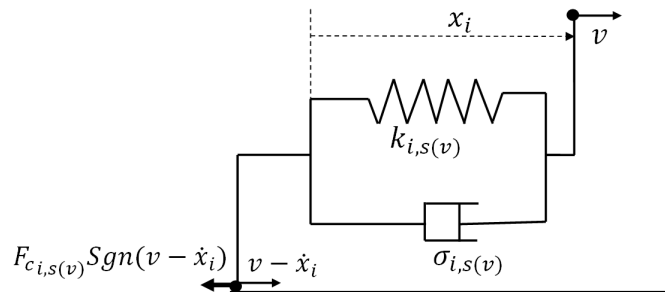 x_i
v
k_{i,s(v)}
F_{c_{i,s(v)}}Sgn(v − ẋ_i)
v − ẋ_i
σ_{i,s(v)}